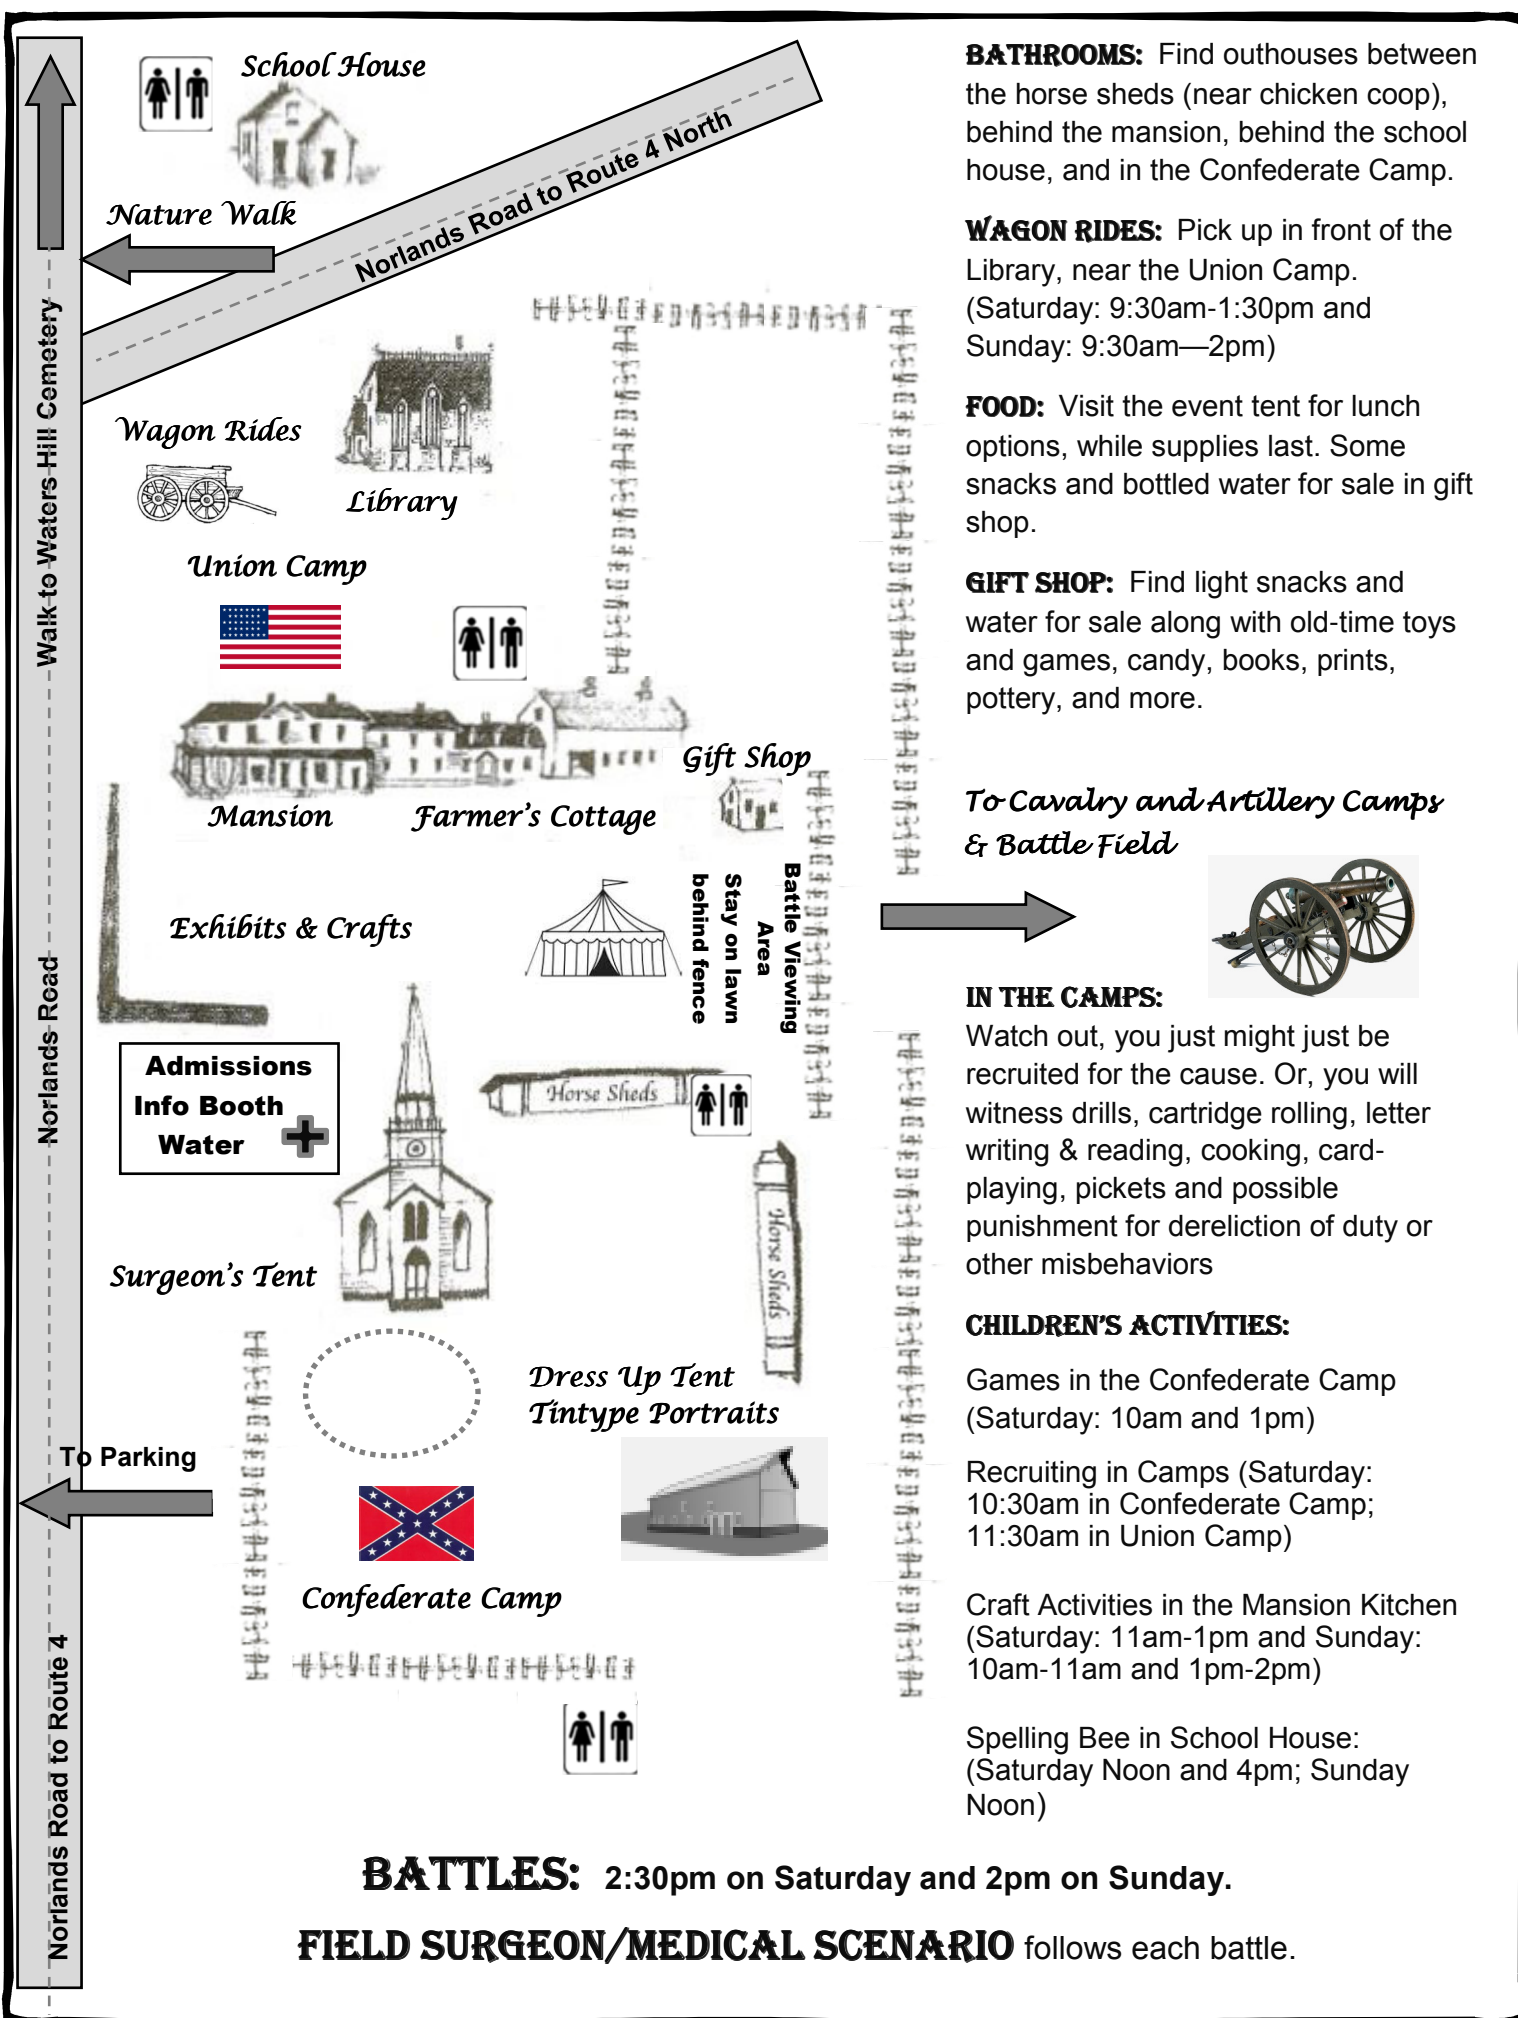 School House
Nature Walk
Norlands Road to Route 4 North
Walk to Waters Hill Cemetery
Wagon Rides
Library
Union Camp
Mansion
Farmer's Cottage
Gift Shop
Battle Viewing
Area
Stay on lawn
behind fence
Exhibits & Crafts
Norlands Road
Admissions
Info Booth
Water
Horse Sheds
Horse Sheds
Surgeon's Tent
Dress Up Tent
Tintype Portraits
To Parking
Confederate Camp
Norlands Road to Route 4
BATHROOMS: Find outhouses between
the horse sheds (near chicken coop),
behind the mansion, behind the school
house, and in the Confederate Camp.
WAGON RIDES: Pick up in front of the
Library, near the Union Camp.
(Saturday: 9:30am-1:30pm and
Sunday: 9:30am—2pm)
FOOD: Visit the event tent for lunch
options, while supplies last. Some
snacks and bottled water for sale in gift
shop.
GIFT SHOP: Find light snacks and
water for sale along with old-time toys
and games, candy, books, prints,
pottery, and more.
To Cavalry and Artillery Camps
& Battle Field
IN THE CAMPS:
Watch out, you just might just be
recruited for the cause. Or, you will
witness drills, cartridge rolling, letter
writing & reading, cooking, card-
playing, pickets and possible
punishment for dereliction of duty or
other misbehaviors
CHILDREN'S ACTIVITIES:
Games in the Confederate Camp
(Saturday: 10am and 1pm)
Recruiting in Camps (Saturday:
10:30am in Confederate Camp;
11:30am in Union Camp)
Craft Activities in the Mansion Kitchen
(Saturday: 11am-1pm and Sunday:
10am-11am and 1pm-2pm)
Spelling Bee in School House:
(Saturday Noon and 4pm; Sunday
Noon)
BATTLES: 2:30pm on Saturday and 2pm on Sunday.
FIELD SURGEON/MEDICAL SCENARIO follows each battle.